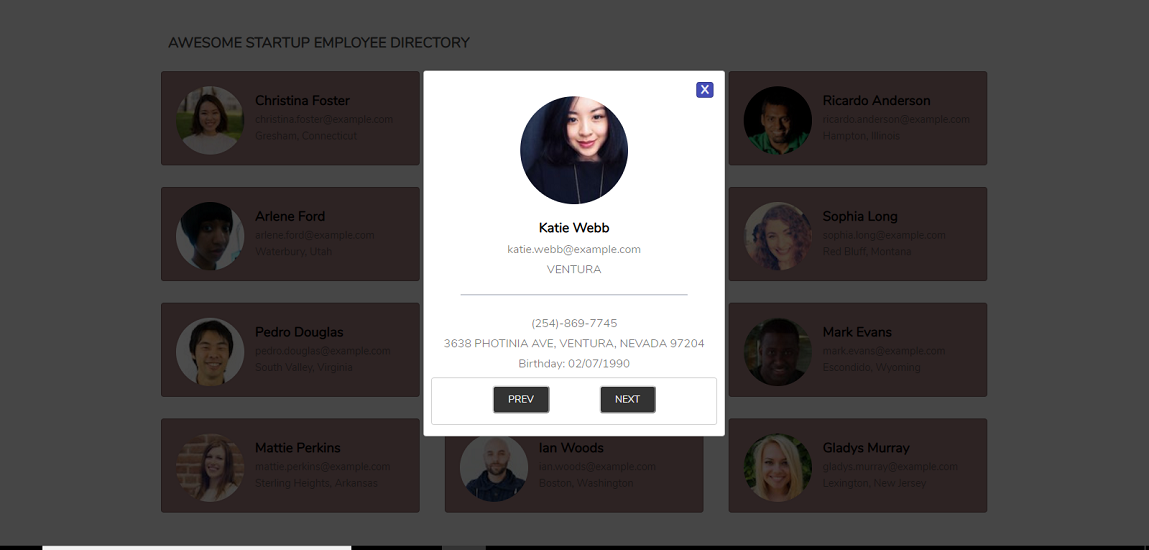 AWESOME STARTUP EMPLOYEE DIRECTORY
Christina Foster
christina.foster@example.com
Gresham, Connecticut
X
Katie Webb
katie.webb@example.com
VENTURA
(254)-869-7745
3638 PHOTINIA AVE, VENTURA, NEVADA 97204
Birthday: 02/07/1990
PREV
NEXT
Ricardo Anderson
ricardo.anderson@example.com
Hampton, Illinois
Arlene Ford
arlene.ford@example.com
Waterbury, Utah
Sophia Long
sophia.long@example.com
Red Bluff, Montana
Pedro Douglas
pedro.douglas@example.com
South Valley, Virginia
Mark Evans
mark.evans@example.com
Escondido, Wyoming
Mattie Perkins
mattie.perkins@example.com
Sterling Heights, Arkansas
Ian Woods
ian.woods@example.com
Boston, Washington
Gladys Murray
gladys.murray@example.com
Lexington, New Jersey